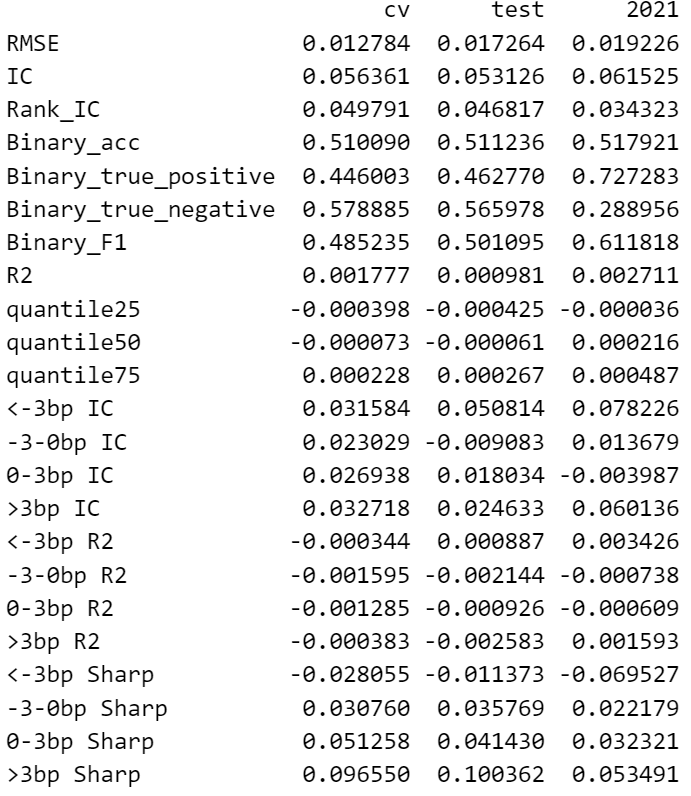 cv test 2021
RMSE 0.012784 0.017264 0.019226
IC 0.056361 0.053126 0.061525
Rank_IC 0.049791 0.046817 0.034323
Binary_acc 0.510090 0.511236 0.517921
Binary_true_positive 0.446003 0.462770 0.727283
Binary_true_negative 0.578885 0.565978 0.288956
Binary_F1 0.485235 0.501095 0.611818
R2 0.001777 0.000981 0.002711
quantile25 -0.000398 -0.000425 -0.000036
quantile50 -0.000073 -0.000061 0.000216
quantile75 0.000228 0.000267 0.000487
<-3bp IC 0.031584 0.050814 0.078226
-3-0bp IC 0.023029 -0.009083 0.013679
0-3bp IC 0.026938 0.018034 -0.003987
>3bp IC 0.032718 0.024633 0.060136
<-3bp R2 -0.000344 0.000887 0.003426
-3-0bp R2 -0.001595 -0.002144 -0.000738
0-3bp R2 -0.001285 -0.000926 -0.000609
>3bp R2 -0.000383 -0.002583 0.001593
<-3bp Sharp -0.028055 -0.011373 -0.069527
-3-0bp Sharp 0.030760 0.035769 0.022179
0-3bp Sharp 0.051258 0.041430 0.032321
>3bp Sharp 0.096550 0.100362 0.053491